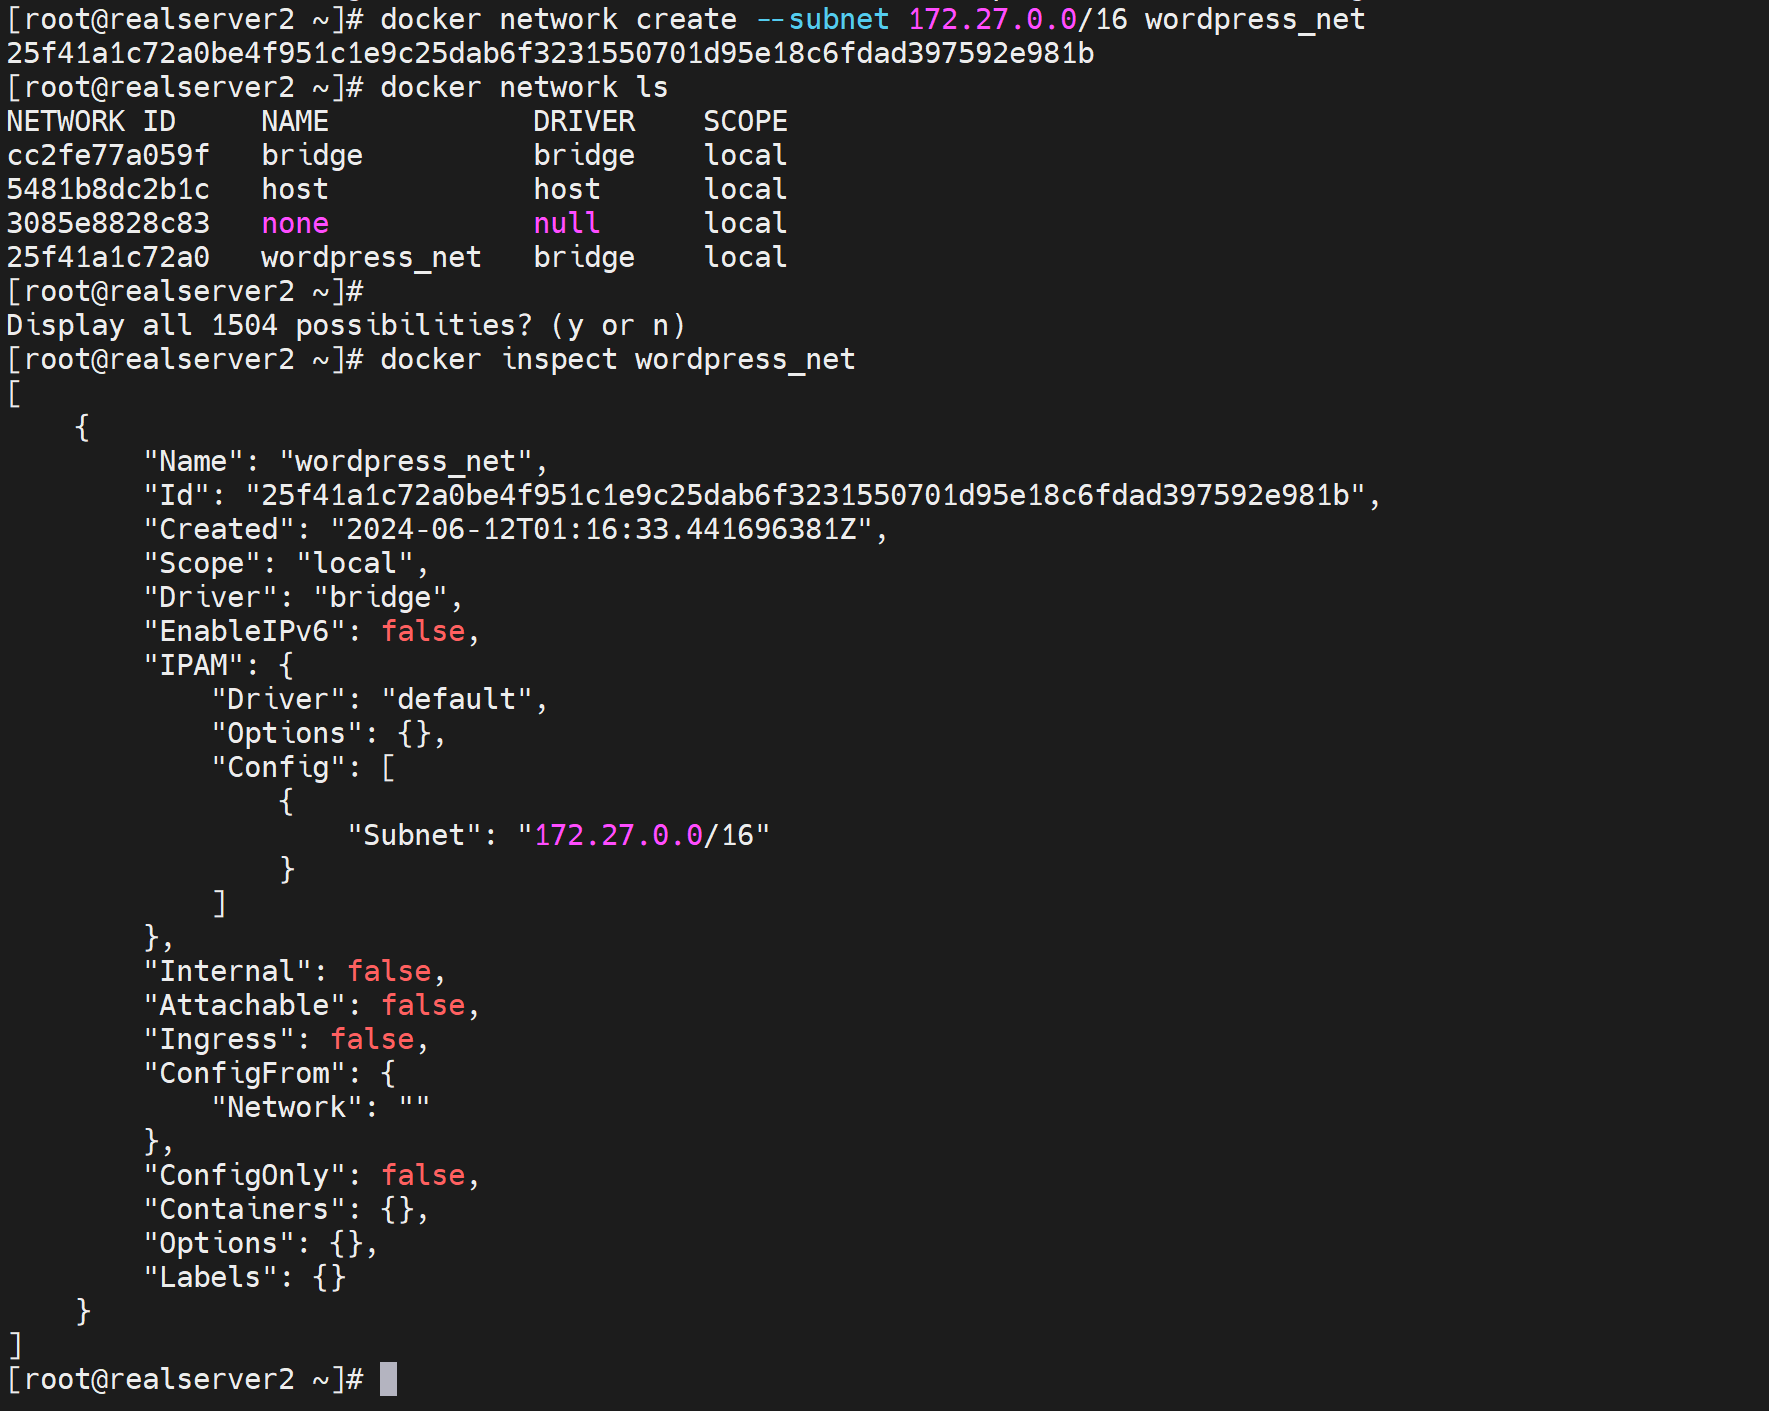 [root@realserver2 ~]# docker network create --subnet 172.27.0.0/16 wordpress_net
25f41a1c72a0be4f951c1e9c25dab6f3231550701d95e18c6fdad397592e981b
[root@realserver2 ~]# docker network ls
NETWORK ID     NAME            DRIVER    SCOPE
cc2fe77a059f   bridge          bridge    local
5481b8dc2b1c   host            host      local
3085e8828c83   none            null      local
25f41a1c72a0   wordpress_net   bridge    local
[root@realserver2 ~]#
Display all 1504 possibilities? (y or n)
[root@realserver2 ~]# docker inspect wordpress_net
[
    {
        "Name": "wordpress_net",
        "Id": "25f41a1c72a0be4f951c1e9c25dab6f3231550701d95e18c6fdad397592e981b",
        "Created": "2024-06-12T01:16:33.441696381Z",
        "Scope": "local",
        "Driver": "bridge",
        "EnableIPv6": false,
        "IPAM": {
            "Driver": "default",
            "Options": {},
            "Config": [
                {
                    "Subnet": "172.27.0.0/16"
                }
            ]
        },
        "Internal": false,
        "Attachable": false,
        "Ingress": false,
        "ConfigFrom": {
            "Network": ""
        },
        "ConfigOnly": false,
        "Containers": {},
        "Options": {},
        "Labels": {}
    }
]
[root@realserver2 ~]#